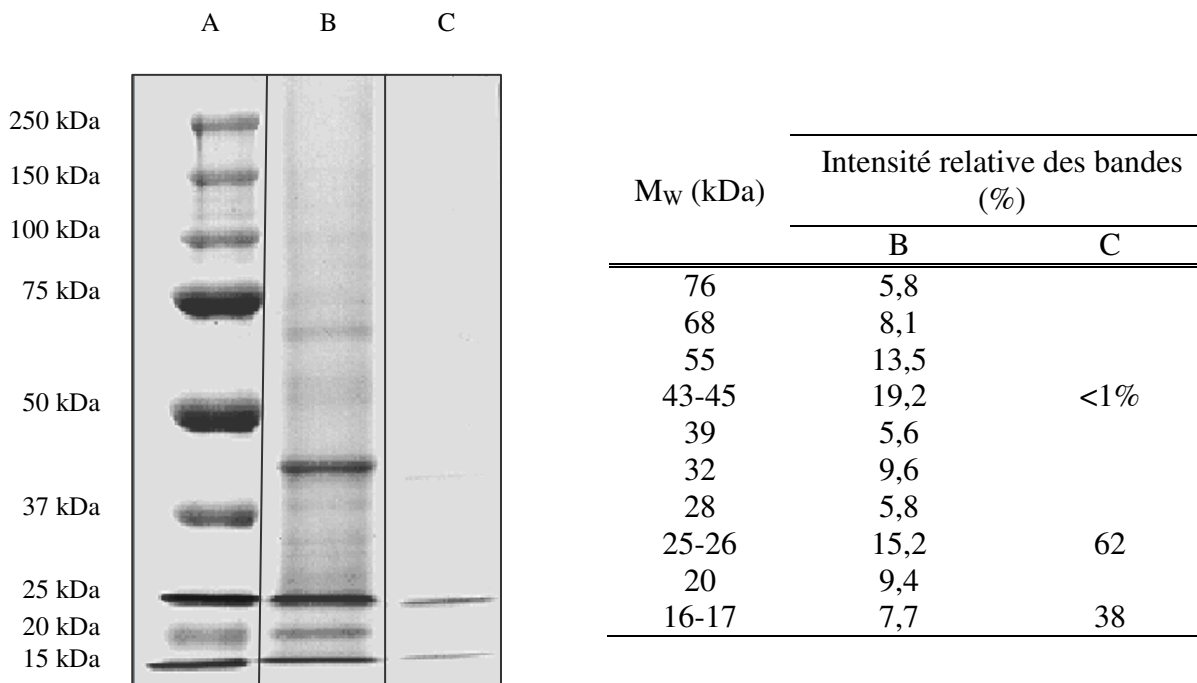 A B C
250 kDa
150 kDa
100 kDa
75 kDa
50 kDa
37 kDa
25 kDa
20 kDa
15 kDa
M_W (kDa) Intensité relative des bandes
(%)
B C
76 5,8
68 8,1
55 13,5
43-45 19,2 <1%
39 5,6
32 9,6
28 5,8
25-26 15,2 62
20 9,4
16-17 7,7 38